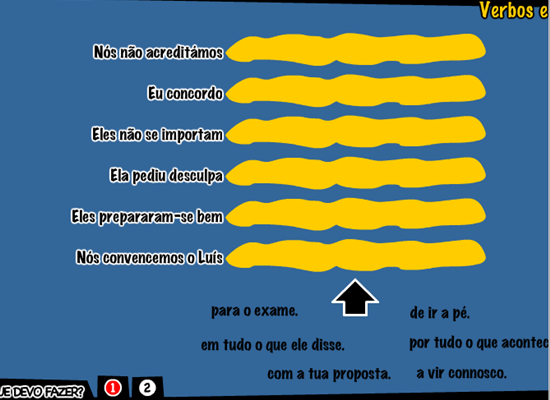 Verbos e
Nós não acreditámos
Eu concordo
Eles não se importam
Ela pediu desculpa
Eles prepararam-se bem
Nós convencemos o Luís
para o exame.
de ir a pé.
em tudo o que ele disse.
por tudo o que acontec
com a tua proposta.
a vir connosco.
UE DEVO FAZER?
1
2